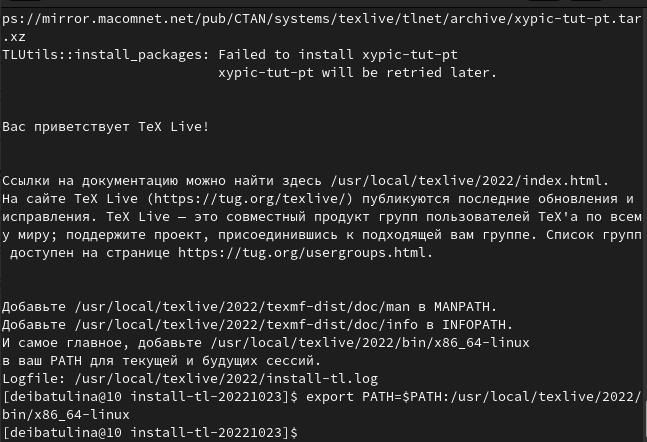 ps://mirror.macomnet.net/pub/CTAN/systems/texlive/tlnet/archive/xypic-tut-pt.tar
.xz
TLUtils::install_packages: Failed to install xypic-tut-pt
                           xypic-tut-pt will be retried later.
Вас приветствует TeX Live!
Ссылки на документацию можно найти здесь /usr/local/texlive/2022/index.html.
На сайте TeX Live (https://tug.org/texlive/) публикуются последние обновления и
исправления. TeX Live — это совместный продукт групп пользователей TeX'а по всем
у миру; поддержите проект, присоединившись к подходящей вам группе. Список групп
 доступен на странице https://tug.org/usergroups.html.
Добавьте /usr/local/texlive/2022/texmf-dist/doc/man в MANPATH.
Добавьте /usr/local/texlive/2022/texmf-dist/doc/info в INFOPATH.
И самое главное, добавьте /usr/local/texlive/2022/bin/x86_64-linux
в ваш PATH для текущей и будущих сессий.
Logfile: /usr/local/texlive/2022/install-tl.log
[deibatulina@10 install-tl-20221023]$ export PATH=$PATH:/usr/local/texlive/2022/
bin/x86_64-linux
[deibatulina@10 install-tl-20221023]$